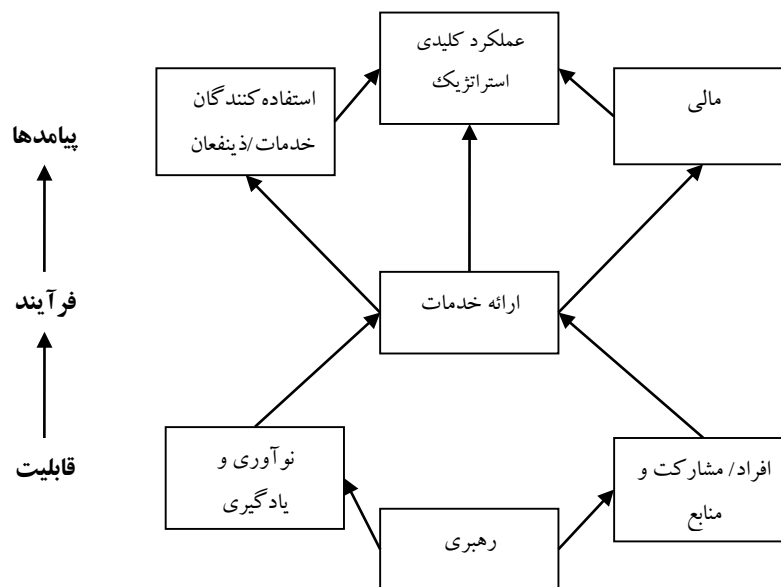 عملکرد کلیدی
استراتژیک
استفاده کنندگان
خدمات/ذینفعان
مالی
پیامدها
ارائه خدمات
فرآیند
نوآوری و
یادگیری
افراد/ مشارکت و
منابع
قابلیت
رهبری